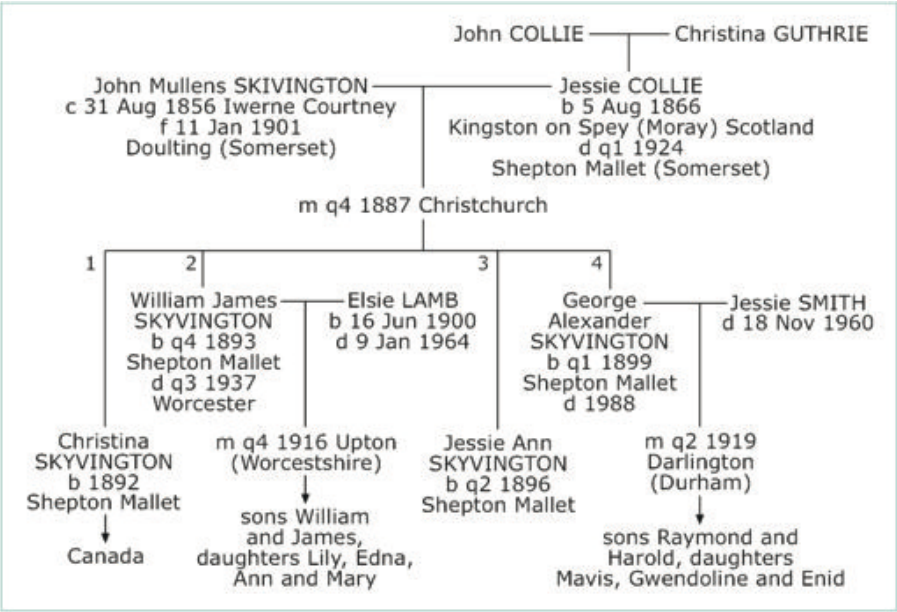 John COLLIE
Christina GUTHRIE
John Mullens SKIVINGTON
c 31 Aug 1856 Iwerne Courtney
f 11 Jan 1901
Doulting (Somerset)
Jessie COLLIE
b 5 Aug 1866
Kingston on Spey (Moray) Scotland
d q1 1924
Shepton Mallet (Somerset)
m q4 1887 Christchurch
1
2
3
4
William James
SKYVINGTON
b q4 1893
Shepton Mallet
d q3 1937
Worcester
Elsie LAMB
b 16 Jun 1900
d 9 Jan 1964
George
Alexander
SKYVINGTON
b q1 1899
Shepton Mallet
d 1988
Jessie SMITH
d 18 Nov 1960
Christina
SKYVINGTON
b 1892
Shepton Mallet
Canada
m q4 1916 Upton
(Worcestshire)
sons William
and James,
daughters Lily, Edna,
Ann and Mary
Jessie Ann
SKYVINGTON
b q2 1896
Shepton Mallet
m q2 1919
Darlington
(Durham)
sons Raymond and
Harold, daughters
Mavis, Gwendoline and Enid